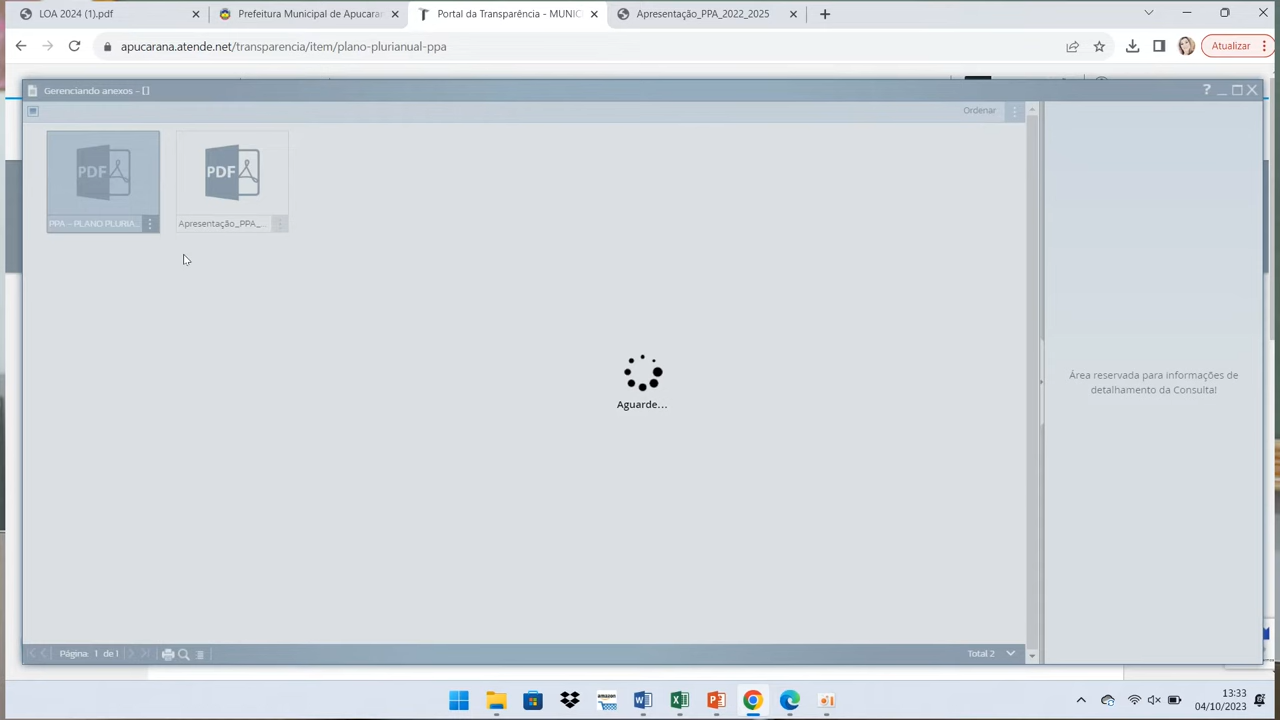 LOA 2024 (1).pdf
Prefeitura Municipal de Apucaran
Portal da Transparência - MUNIC
Apresentação_PPA_2022_2025
apucarana.atende.net/transparencia/item/plano-plurianual-ppa
Atualizar
Gerenciando anexos - []
Ordenar
PDF
PDF
PPA - PLANO PLURIA...
Apresentação_PPA_...
Aguarde...
Área reservada para informações de
detalhamento da Consulta!
Página: 1 de 1
Total 2
13:33
04/10/2023